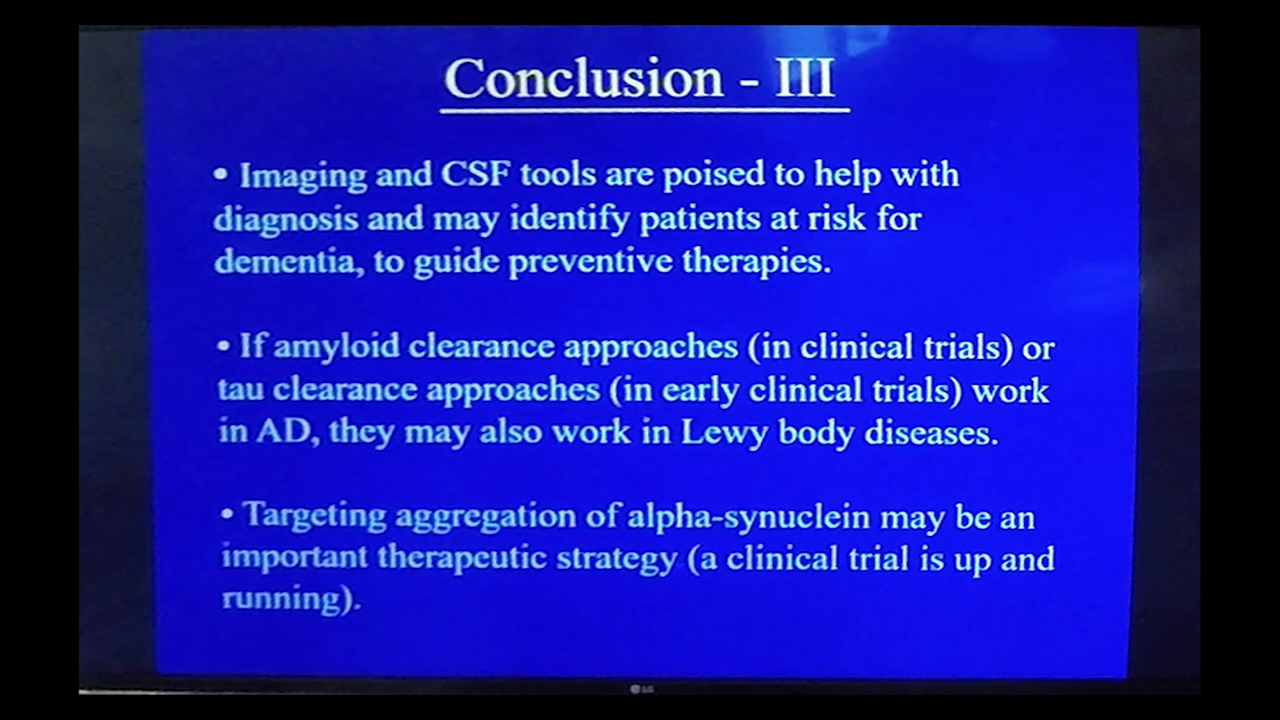 Conclusion - III
• Imaging and CSF tools are poised to help with
diagnosis and may identify patients at risk for
dementia, to guide preventive therapies.
• If amyloid clearance approaches (in clinical trials) or
tau clearance approaches (in early clinical trials) work
in AD, they may also work in Lewy body diseases.
• Targeting aggregation of alpha-synuclein may be an
important therapeutic strategy (a clinical trial is up and
running).
LG